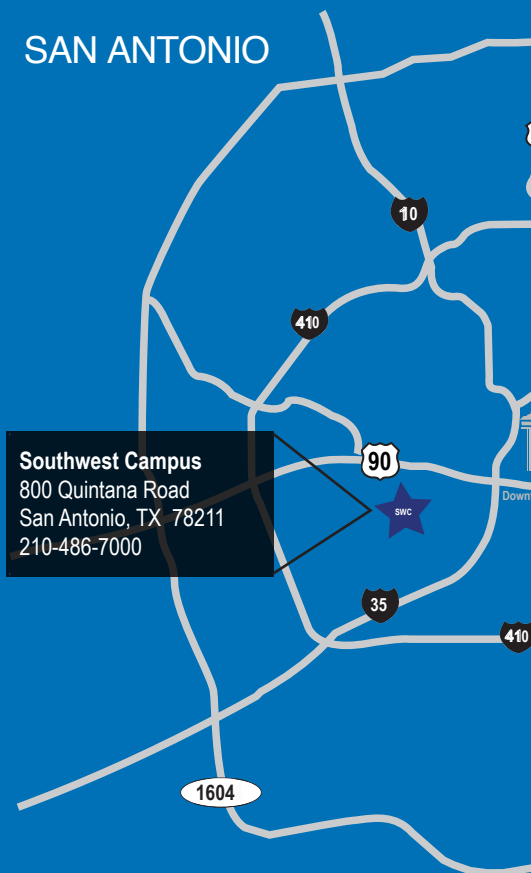 SAN ANTONIO
10
410
Southwest Campus
800 Quintana Road
San Antonio, TX 78211
210-486-7000
90
SWC
35
410
1604